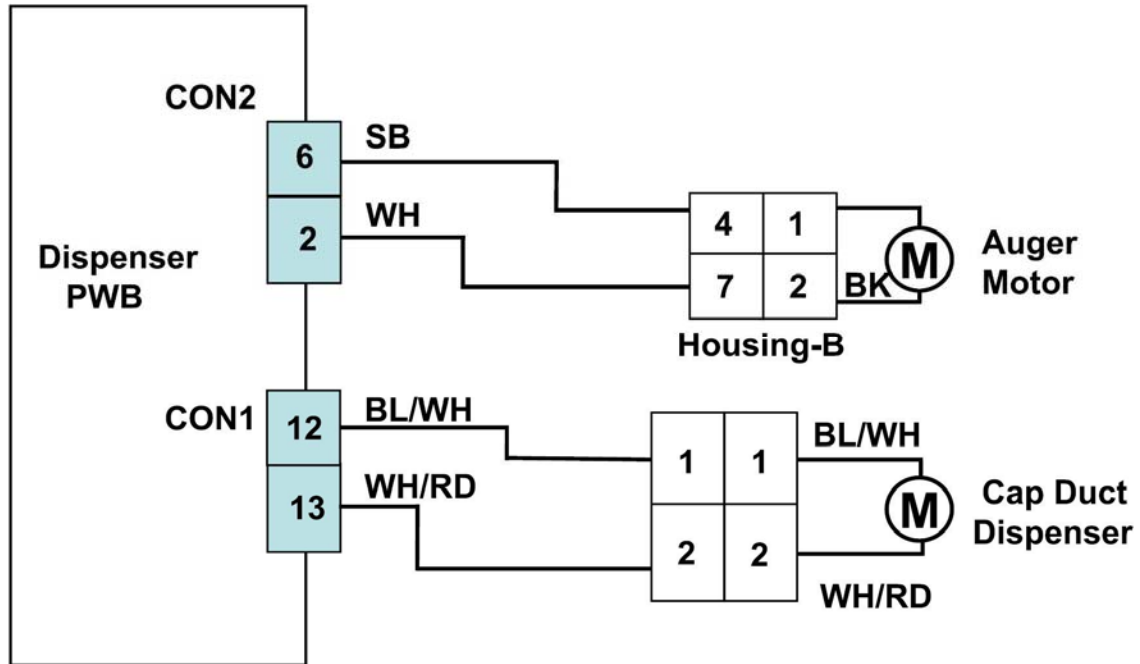 CON2
6
SB
2
WH
Dispenser
PWB
4
1
7
2
BK
M
Auger
Motor
Housing-B
CON1
12
BL/WH
13
WH/RD
1
1
2
2
BL/WH
M
Cap Duct
Dispenser
WH/RD